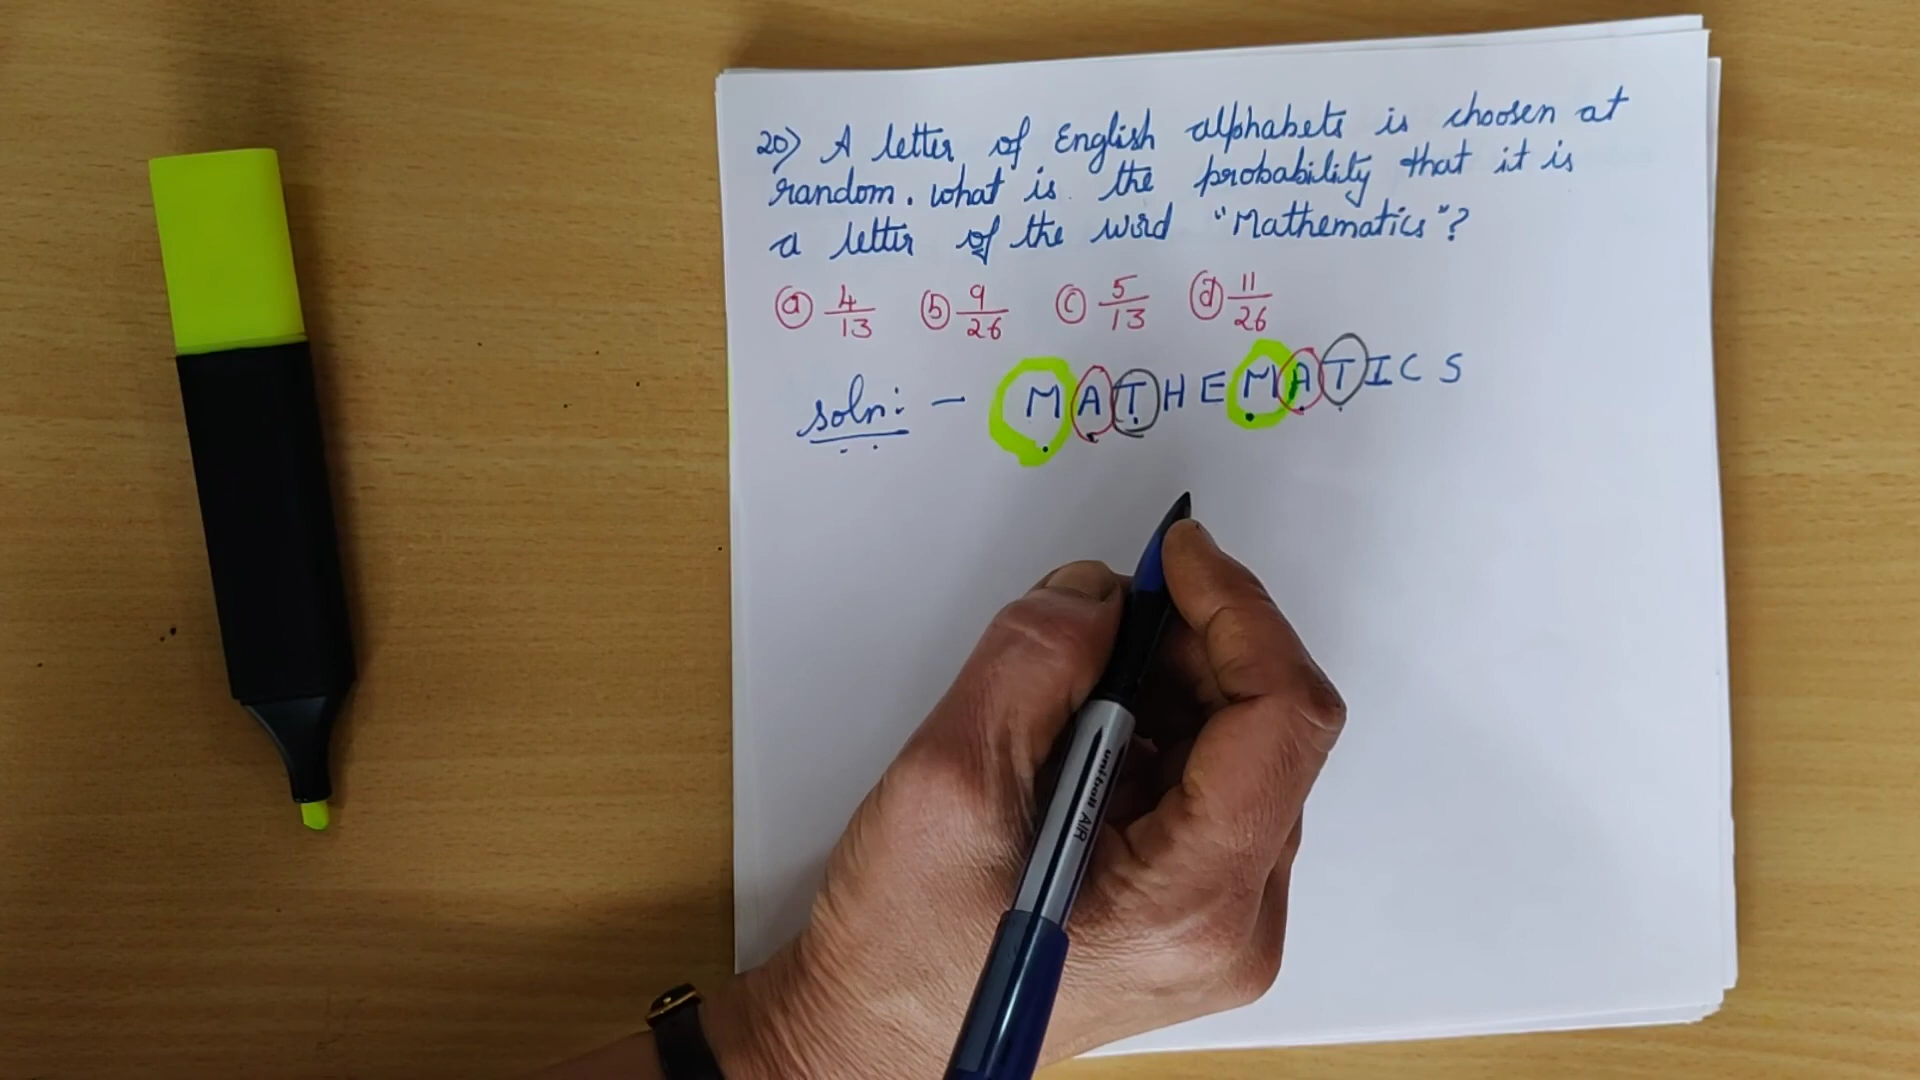 20) A letter of English alphabets is choosen at
random. what is the probability that it is
a letter of the word "Mathematics"?
(a) 4/13 (b) 9/26 (c) 5/13 (d) 11/26
soln: - MATHEMATICS
uniball AIR